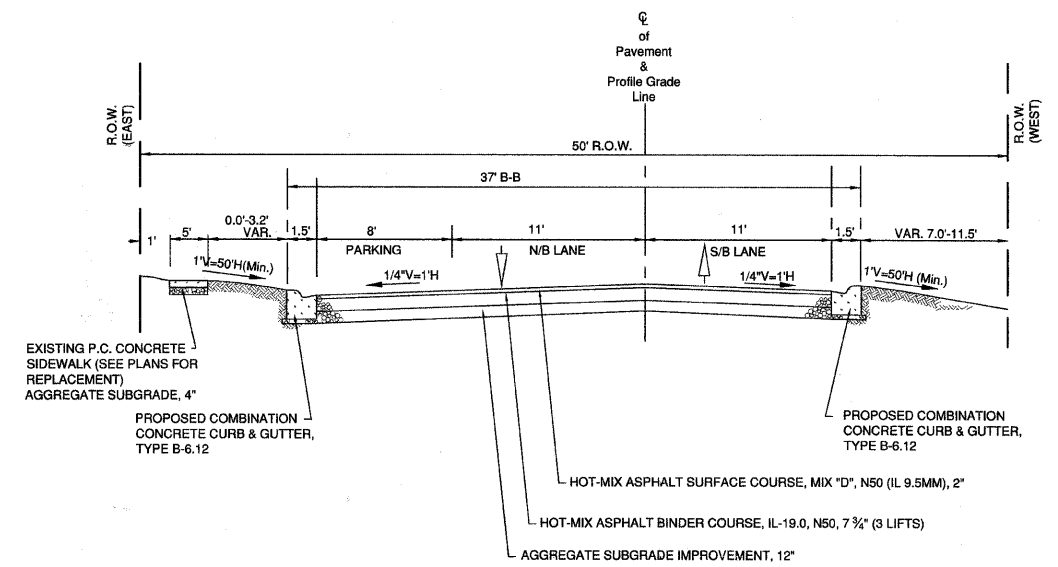 ℄
of
Pavement
&
Profile Grade
Line
R.O.W.
(EAST)
R.O.W.
(WEST)
50' R.O.W.
37' B-B
0.0'-3.2'
VAR.
1'
5'
1.5'
8'
PARKING
11'
N/B LANE
11'
S/B LANE
1.5'
VAR. 7.0'-11.5'
1'V=50'H(Min.)
1/4"V=1'H
1/4"V=1'H
1'V=50'H (Min.)
EXISTING P.C. CONCRETE
SIDEWALK (SEE PLANS FOR
REPLACEMENT)
AGGREGATE SUBGRADE, 4"
PROPOSED COMBINATION
CONCRETE CURB & GUTTER,
TYPE B-6.12
PROPOSED COMBINATION
CONCRETE CURB & GUTTER,
TYPE B-6.12
HOT-MIX ASPHALT SURFACE COURSE, MIX "D", N50 (IL 9.5MM), 2"
HOT-MIX ASPHALT BINDER COURSE, IL-19.0, N50, 7 ¾" (3 LIFTS)
AGGREGATE SUBGRADE IMPROVEMENT, 12"